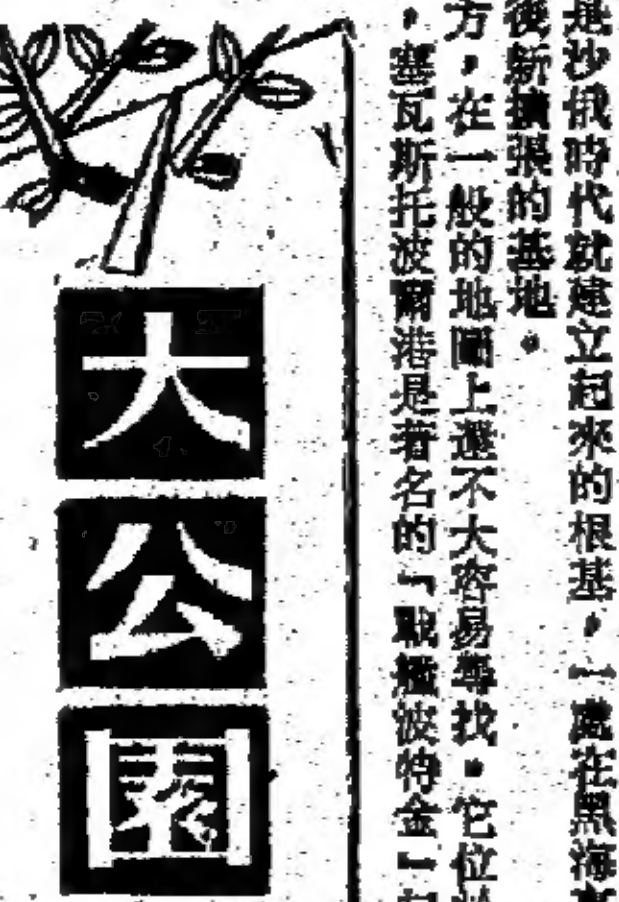 是沙俄時代就建立起來的根基，一處在黑海
後新擴張的基地。
方，在一般的地圖上還不大容易尋找。它位
，塞瓦斯托波爾港是著名的「戰艦波特金」
大公園